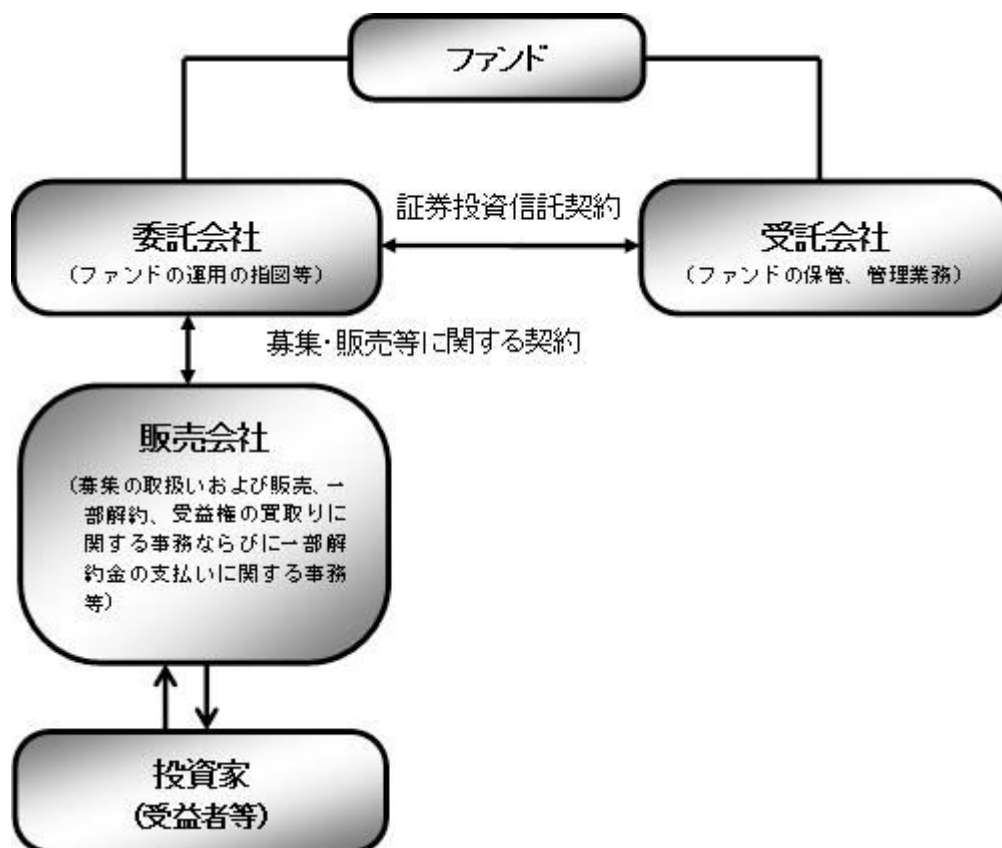 ファンド
証券投資信託契約
委託会社
(ファンドの運用の指図等)
受託会社
(ファンドの保管、管理業務)
募集・販売等に関する契約
販売会社
(募集の取扱いおよび販売、一
部解約、受益権の買取りに
関する事務ならびに一部解
約金の支払いに関する事務
等)
投資家
(受益者等)